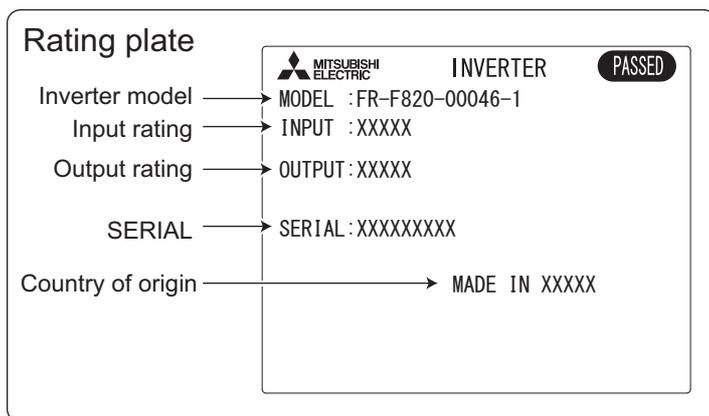 Rating plate
MITSUBISHI
ELECTRIC
INVERTER
PASSED
Inverter model
MODEL :FR-F820-00046-1
Input rating
INPUT :XXXXX
Output rating
OUTPUT:XXXXX
SERIAL
SERIAL:XXXXXXXXX
Country of origin
MADE IN XXXXX